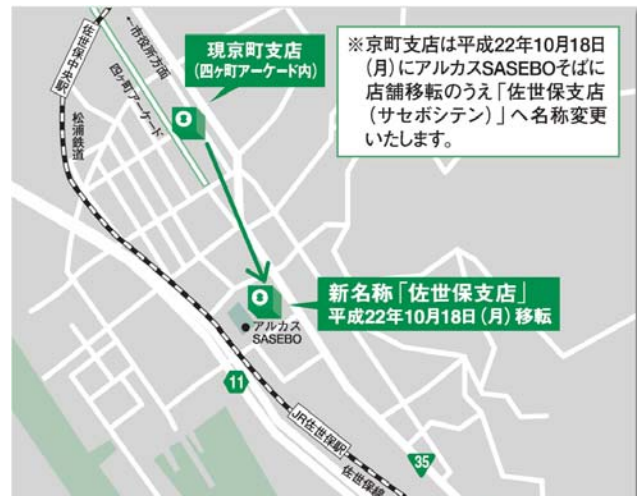 ※京町支店は平成22年10月18日
(月)にアルカスSASEBOそばに
店舗移転のうえ「佐世保支店
(サセボシテン)」へ名称変更
いたします。
←市役所方面
佐世保中央駅
現京町支店
(四ヶ町アーケード内)
四ヶ町アーケード
松浦鉄道
新名称「佐世保支店」
平成22年10月18日(月)移転
●アルカス
SASEBO
11
JR佐世保駅
佐世保線
35